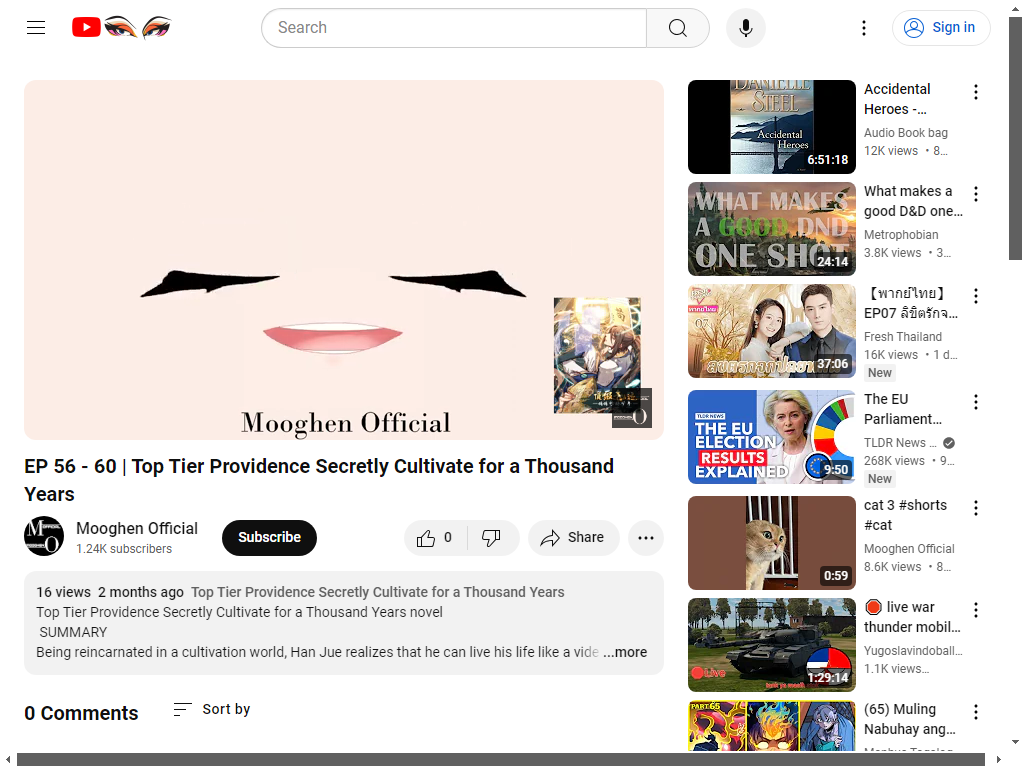 Search
Sign in
Mooghen Official
EP 56 - 60 | Top Tier Providence Secretly Cultivate for a Thousand
Years
Mooghen Official
1.24K subscribers
Subscribe
0
Share
...
16 views 2 months ago Top Tier Providence Secretly Cultivate for a Thousand Years
Top Tier Providence Secretly Cultivate for a Thousand Years novel
SUMMARY
Being reincarnated in a cultivation world, Han Jue realizes that he can live his life like a vide ...more
0 Comments
Sort by
DANIELLE
STEEL
Accidental
Heroes
6:51:18
Accidental
Heroes -...
Audio Book bag
12K views • 8...
WHAT MAKES
A GOOD DND
ONE SHOT
24:14
What makes a
good D&D one...
Metrophobian
3.8K views • 3...
พากย์ไทย
07
37:06
【พากย์ไทย】
EP07 ลิขิตรักจ...
Fresh Thailand
16K views • 1 d...
New
TLDR NEWS
THE EU
ELECTION
RESULTS
EXPLAINED
9:50
The EU
Parliament...
TLDR News ...
268K views • 9...
New
0:59
cat 3 #shorts
#cat
Mooghen Official
8.6K views • 8...
Live
1:29:14
🛑 live war
thunder mobil...
Yugoslavindoball...
1.1K views...
PART 65
(65) Muling
Nabuhay ang...